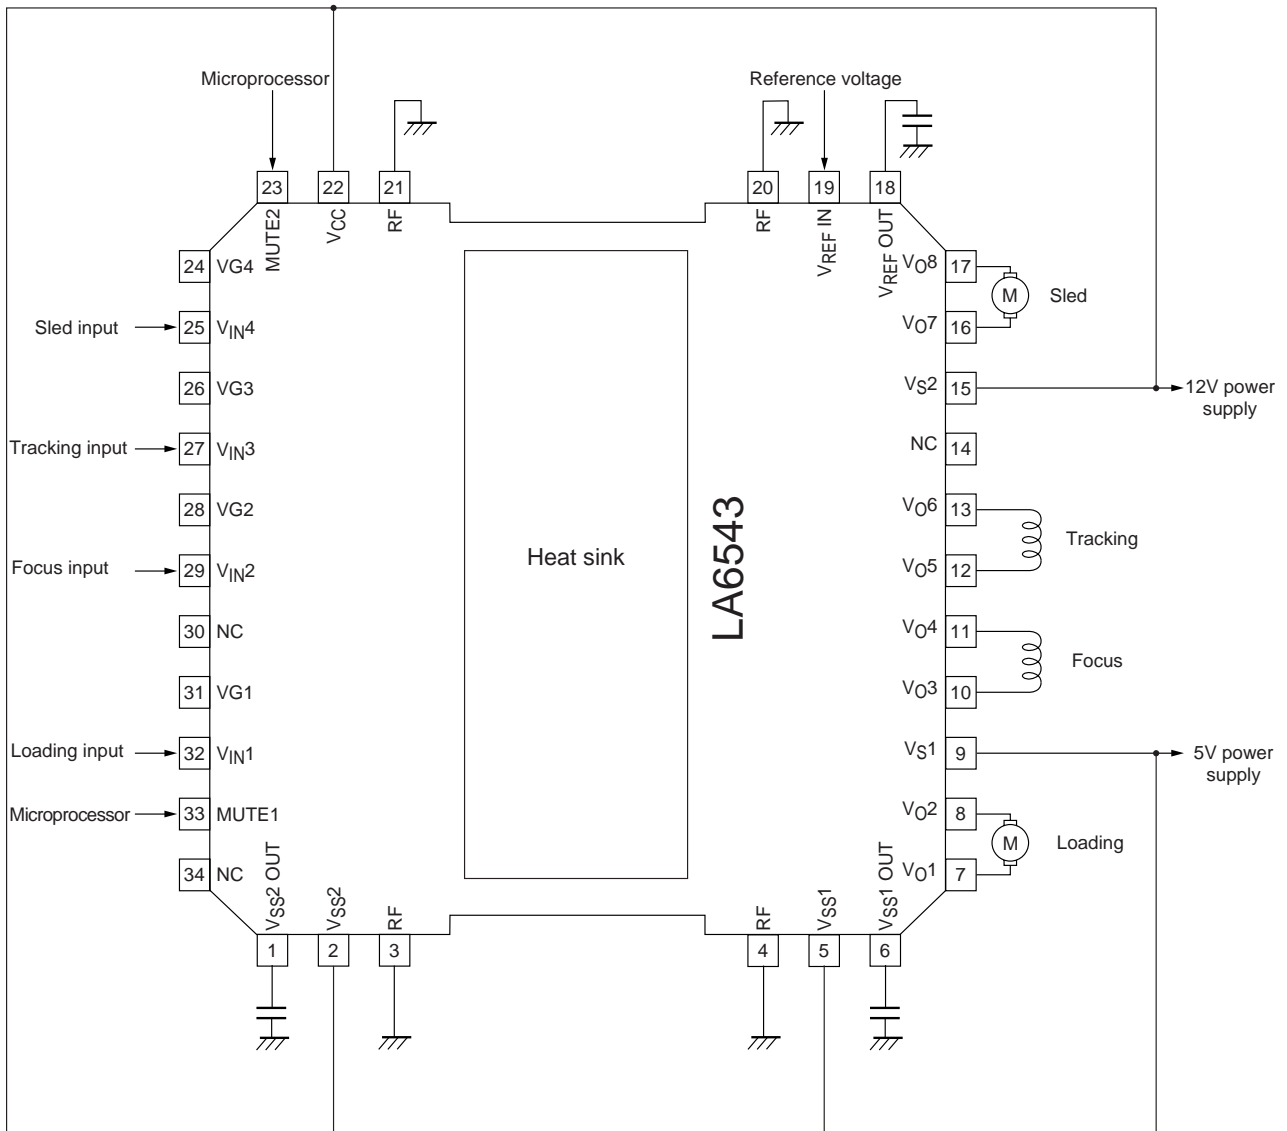 Microprocessor
Reference voltage
23
22
21
20
19
18
MUTE2
VCC
RF
RF
VREF IN
VREF OUT
24 VG4
VO8 17
M Sled
Sled input 25 VIN4
VO7 16
26 VG3
VS2 15
12V power
supply
Tracking input 27 VIN3
NC 14
28 VG2
VO6 13
Tracking
Focus input 29 VIN2
VO5 12
Heat sink
LA6543
30 NC
VO4 11
Focus
31 VG1
VO3 10
Loading input 32 VIN1
VS1 9
5V power
supply
Microprocessor 33 MUTE1
VO2 8
M Loading
34 NC
VO1 7
VSS2 OUT
VSS2
RF
RF
VSS1
VSS1 OUT
1
2
3
4
5
6